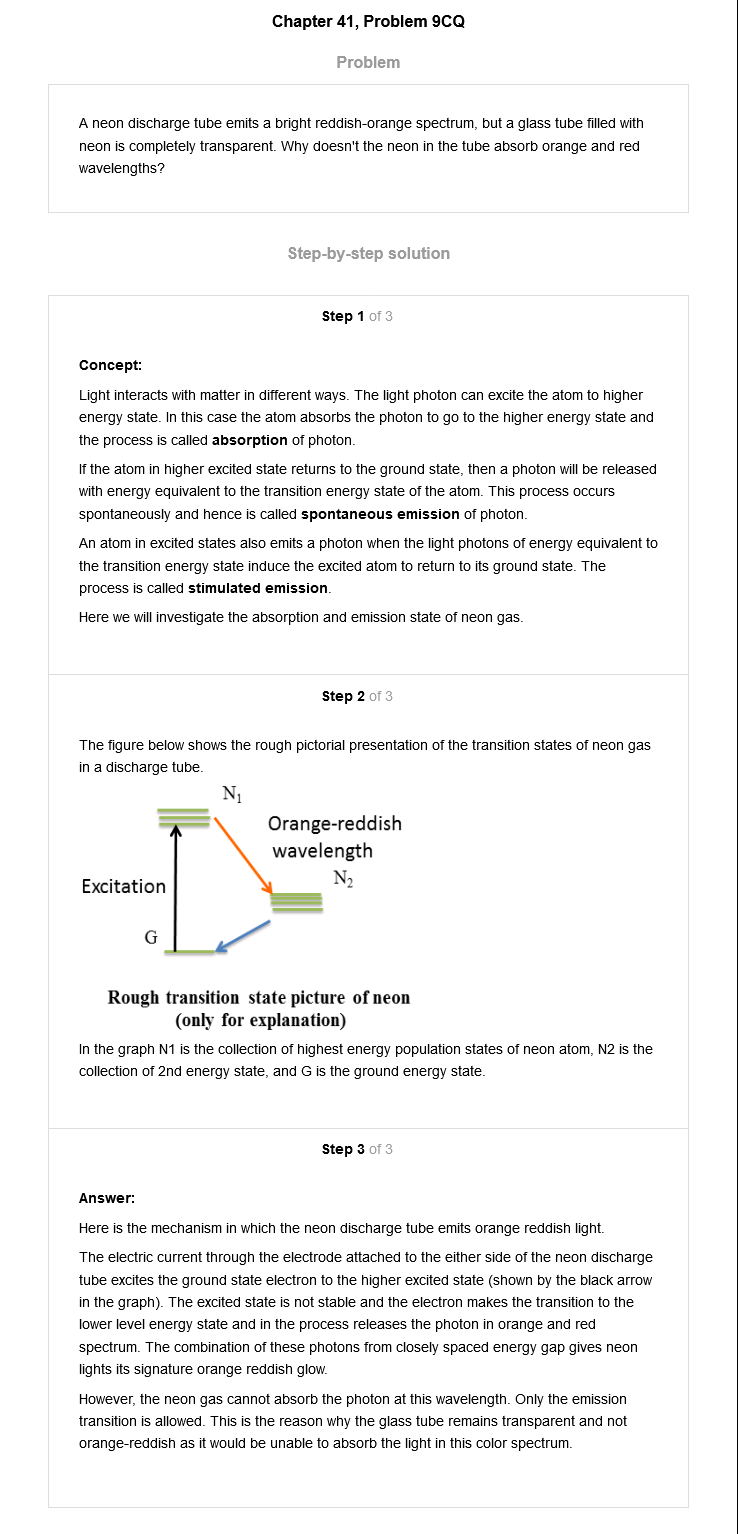 Chapter 41, Problem 9CQ
Problem
A neon discharge tube emits a bright reddish-orange spectrum, but a glass tube filled with
neon is completely transparent. Why doesn't the neon in the tube absorb orange and red
wavelengths?
Step-by-step solution
Step 1 of 3
Concept:
Light interacts with matter in different ways. The light photon can excite the atom to higher
energy state. In this case the atom absorbs the photon to go to the higher energy state and
the process is called absorption of photon.
If the atom in higher excited state returns to the ground state, then a photon will be released
with energy equivalent to the transition energy state of the atom. This process occurs
spontaneously and hence is called spontaneous emission of photon.
An atom in excited states also emits a photon when the light photons of energy equivalent to
the transition energy state induce the excited atom to return to its ground state. The
process is called stimulated emission.
Here we will investigate the absorption and emission state of neon gas.
Step 2 of 3
The figure below shows the rough pictorial presentation of the transition states of neon gas
in a discharge tube.
N1
Orange-reddish
wavelength
N2
Excitation
G
Rough transition state picture of neon
(only for explanation)
In the graph N1 is the collection of highest energy population states of neon atom, N2 is the
collection of 2nd energy state, and G is the ground energy state.
Step 3 of 3
Answer:
Here is the mechanism in which the neon discharge tube emits orange reddish light.
The electric current through the electrode attached to the either side of the neon discharge
tube excites the ground state electron to the higher excited state (shown by the black arrow
in the graph). The excited state is not stable and the electron makes the transition to the
lower level energy state and in the process releases the photon in orange and red
spectrum. The combination of these photons from closely spaced energy gap gives neon
lights its signature orange reddish glow.
However, the neon gas cannot absorb the photon at this wavelength. Only the emission
transition is allowed. This is the reason why the glass tube remains transparent and not
orange-reddish as it would be unable to absorb the light in this color spectrum.